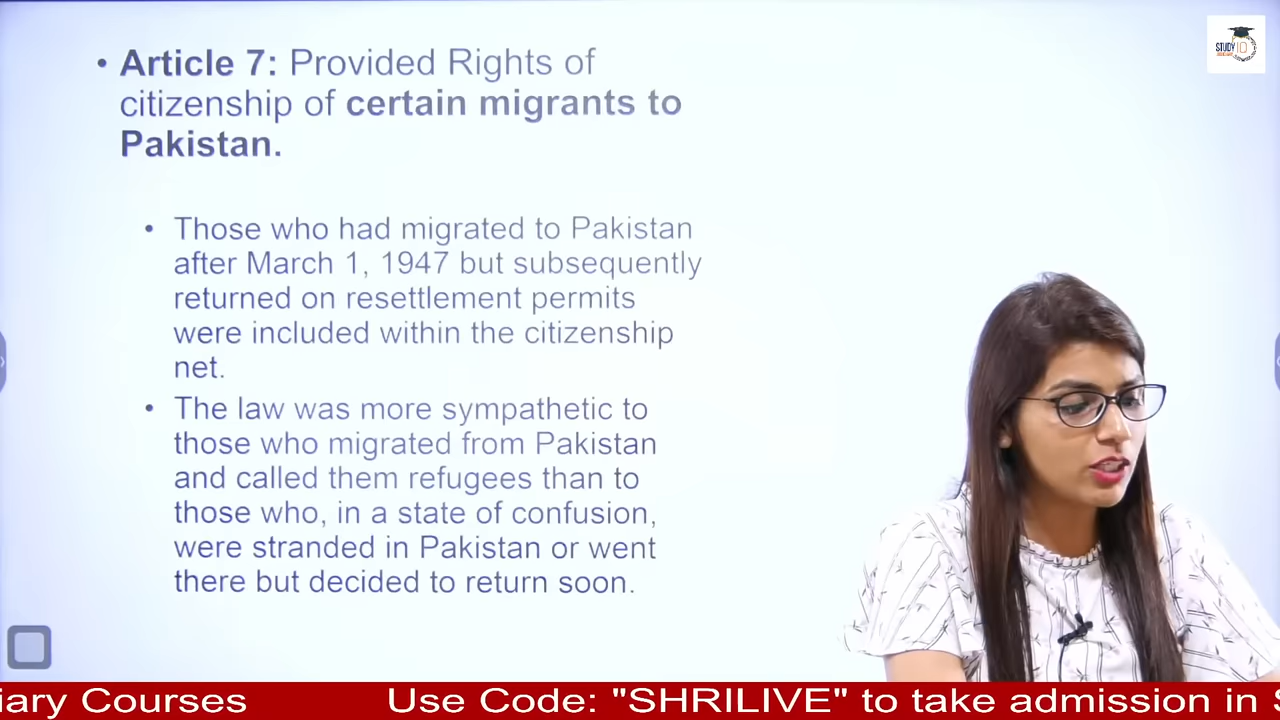 • Article 7: Provided Rights of
citizenship of certain migrants to
Pakistan.
• Those who had migrated to Pakistan
after March 1, 1947 but subsequently
returned on resettlement permits
were included within the citizenship
net.
• The law was more sympathetic to
those who migrated from Pakistan
and called them refugees than to
those who, in a state of confusion,
were stranded in Pakistan or went
there but decided to return soon.
STUDY IQ
iary Courses Use Code: "SHRILIVE" to take admission in S